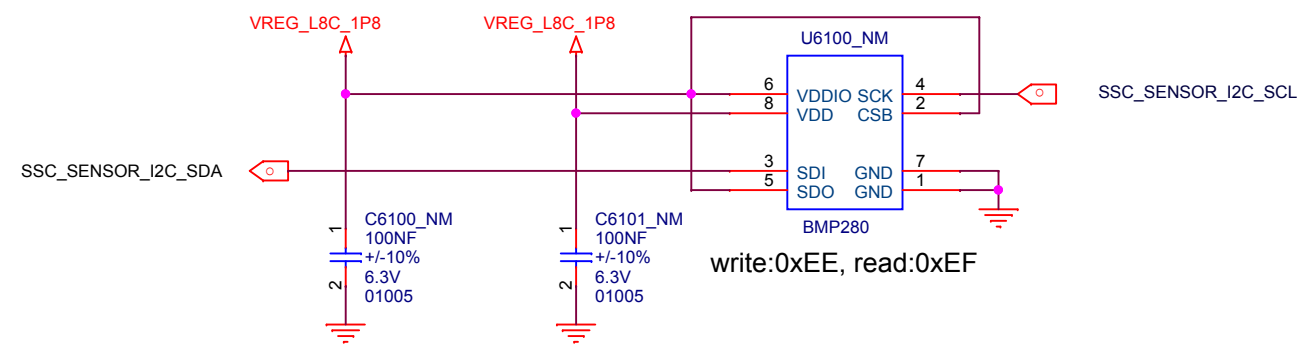 VREG_L8C_1P8
VREG_L8C_1P8
U6100_NM
6
VDDIO SCK
4
SSC_SENSOR_I2C_SCL
8
VDD
CSB
2
SSC_SENSOR_I2C_SDA
3
SDI
GND
7
5
SDO
GND
1
1
C6100_NM
100NF
+/-10%
6.3V
01005
2
1
C6101_NM
100NF
+/-10%
6.3V
01005
2
BMP280
write:0xEE, read:0xEF